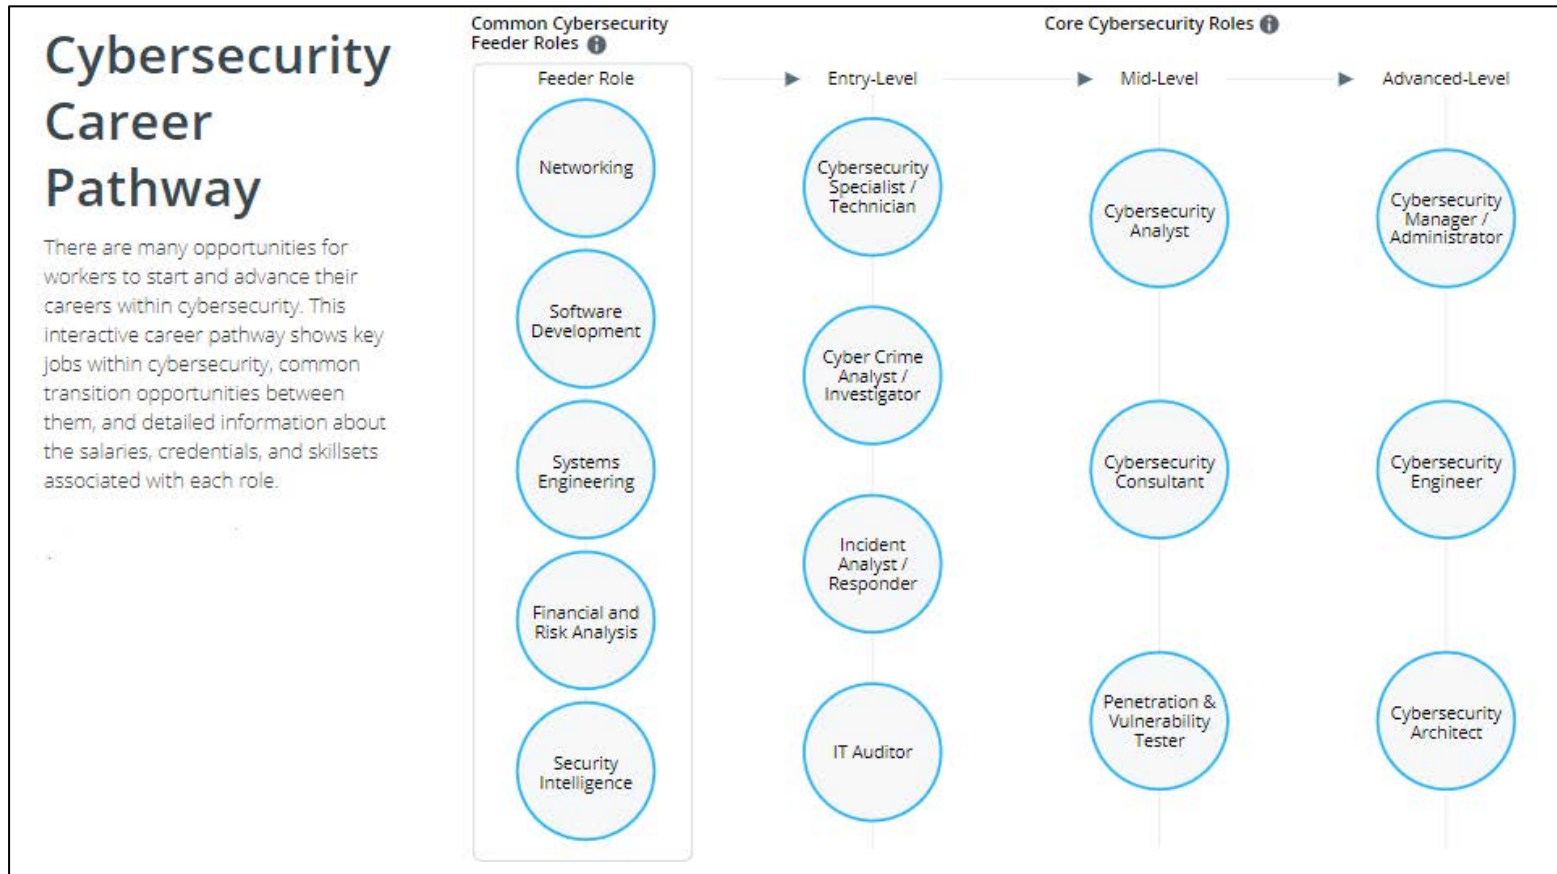 Cybersecurity
Career
Pathway
There are many opportunities for
workers to start and advance their
careers within cybersecurity. This
interactive career pathway shows key
jobs within cybersecurity, common
transition opportunities between
them, and detailed information about
the salaries, credentials, and skillsets
associated with each role.
Common Cybersecurity
Feeder Roles
Feeder Role
Networking
Software
Development
Systems
Engineering
Financial and
Risk Analysis
Security
Intelligence
Core Cybersecurity Roles
Entry-Level
Cybersecurity
Specialist /
Technician
Cyber Crime
Analyst /
Investigator
Incident
Analyst /
Responder
IT Auditor
Mid-Level
Cybersecurity
Analyst
Cybersecurity
Consultant
Penetration &
Vulnerability
Tester
Advanced-Level
Cybersecurity
Manager /
Administrator
Cybersecurity
Engineer
Cybersecurity
Architect